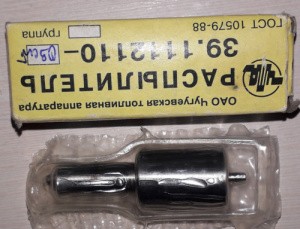 ОАО Чугуевская топливная аппаратура
РАСПЫЛИТЕЛЬ
39.1112110–
группа
ГОСТ 10579-88